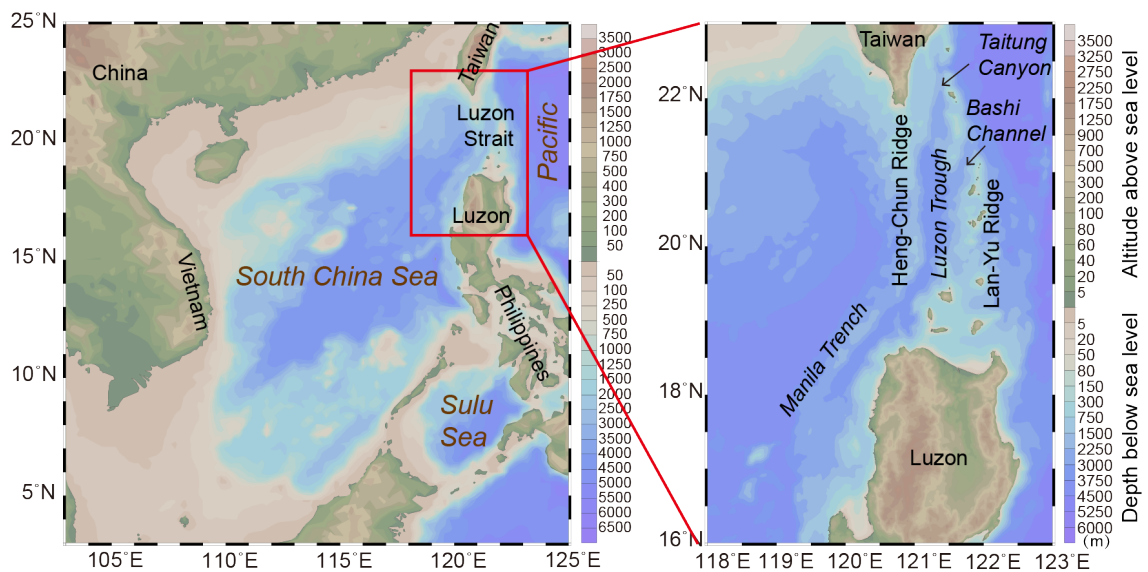 25°N
20°N
15°N
10°N
5°N
105°E
110°E
115°E
120°E
125°E
China
Taiwan
Luzon
Strait
Pacific
Luzon
Vietnam
South China Sea
Philippines
Sulu
Sea
3500
3000
2500
2000
1750
1500
1250
1000
750
500
400
300
200
100
50
50
100
250
500
750
1000
1250
1500
2000
2500
3000
3500
4000
4500
5000
5500
6000
6500
22°N
20°N
18°N
16°N
118°E
119°E
120°E
121°E
122°E
123°E
Taiwan
Taitung
Canyon
Bashi
Channel
Heng-Chun Ridge
Luzon Trough
Lan-Yu Ridge
Manila Trench
Luzon
3500
3250
2750
2250
1750
1250
900
700
500
300
200
100
80
60
40
20
5
5
20
50
80
150
300
750
1500
2250
3000
3750
4500
5250
6000
(m)
Altitude above sea level
Depth below sea level